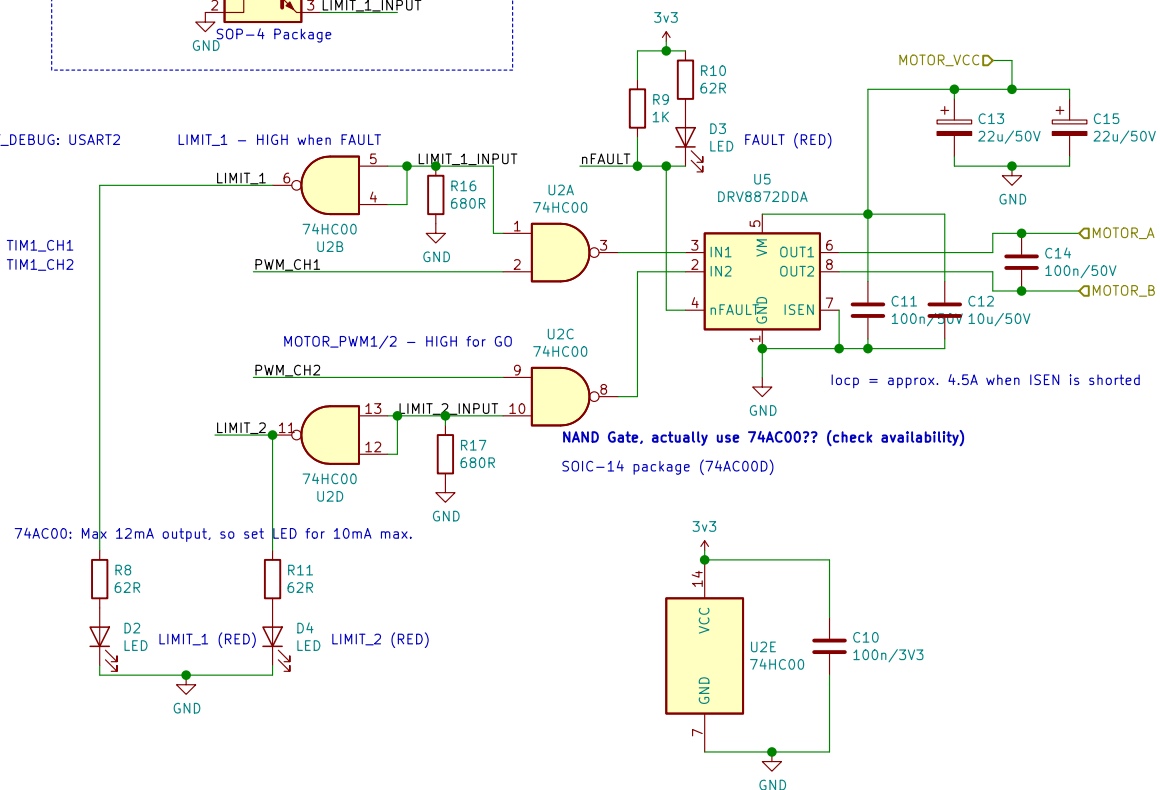 2
3
LIMIT_1_INPUT
GND
SOP-4 Package
3v3
R9
1K
R10
62R
D3
LED
FAULT (RED)
nFAULT
MOTOR_VCC
+
C13
22u/50V
+
C15
22u/50V
GND
_DEBUG: USART2
LIMIT_1 - HIGH when FAULT
LIMIT_1
6
5
4
74HC00
U2B
LIMIT_1_INPUT
R16
680R
GND
TIM1_CH1
TIM1_CH2
PWM_CH1
U2A
74HC00
1
2
3
U5
DRV8872DDA
5
VM
3
IN1
2
IN2
4
nFAULT
GND
1
OUT1
6
OUT2
8
ISEN
7
GND
C11
100n/50V
C12
10u/50V
MOTOR_A
C14
100n/50V
MOTOR_B
Iocp = approx. 4.5A when ISEN is shorted
MOTOR_PWM1/2 - HIGH for GO
PWM_CH2
U2C
74HC00
9
10
8
LIMIT_2
11
13
12
74HC00
U2D
LIMIT_2_INPUT
R17
680R
GND
NAND Gate, actually use 74AC00?? (check availability)
SOIC-14 package (74AC00D)
74AC00: Max 12mA output, so set LED for 10mA max.
R8
62R
D2
LED
LIMIT_1 (RED)
R11
62R
D4
LED
LIMIT_2 (RED)
GND
3v3
14
VCC
U2E
74HC00
GND
7
C10
100n/3V3
GND